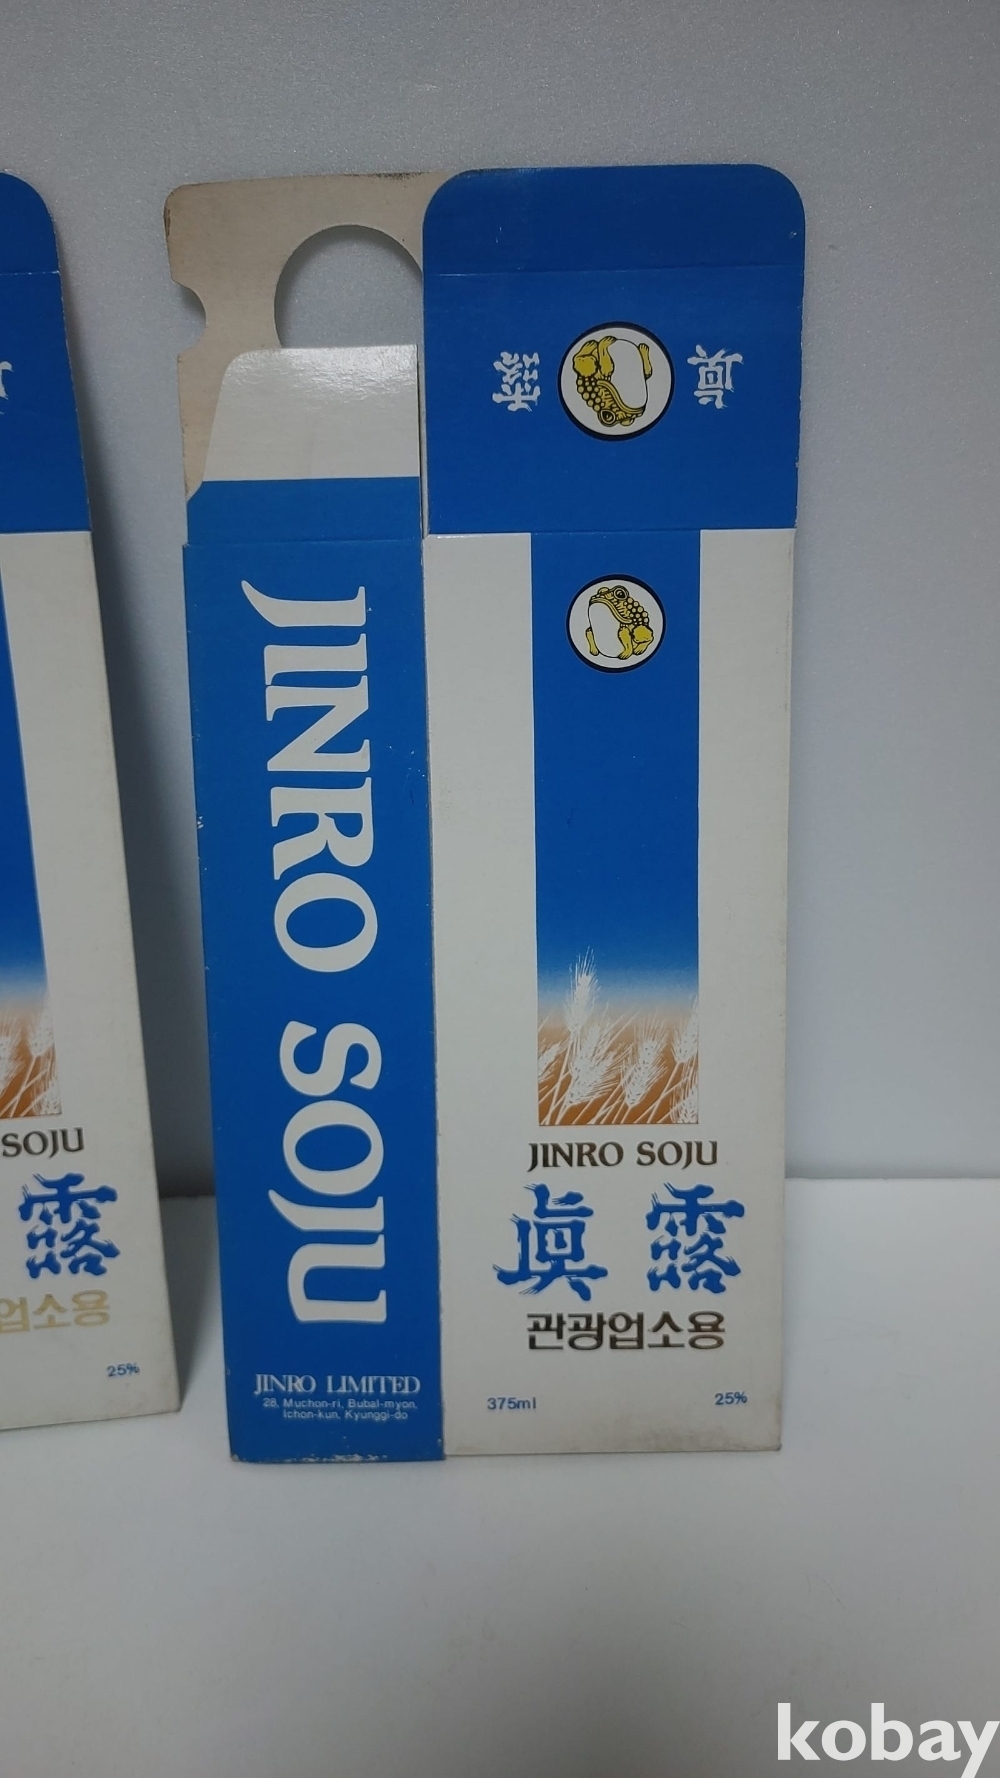 SOJU
露
업소용
25%
露 眞
JINRO SOJU
JINRO LIMITED
28, Muchon-ri, Bubal-myon,
Ichon-kun, Kyunggi-do
JINRO SOJU
眞 露
관광업소용
375ml 25%
kobay